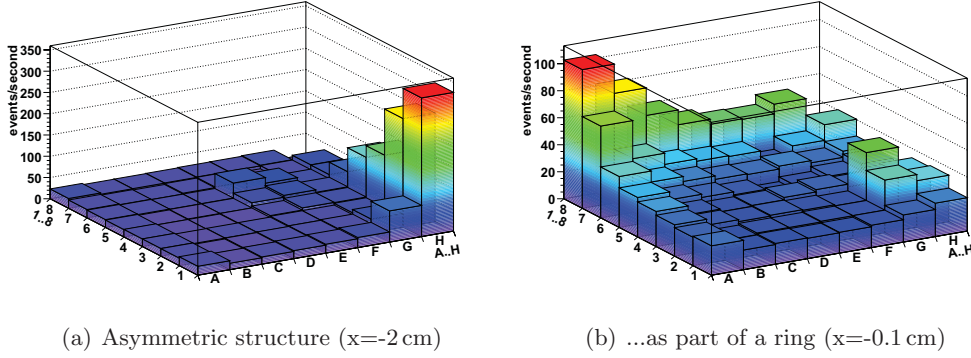 events/second
350
300
250
200
150
100
50
0
8
7
6
5
4
3
2
1
1..8
A
B
C
D
E
F
G
H
A..H
events/second
100
80
60
40
20
0
8
7
6
5
4
3
2
1
1..8
A
B
C
D
E
F
G
H
A..H
(a) Asymmetric structure (x=-2 cm)
(b) ...as part of a ring (x=-0.1 cm)